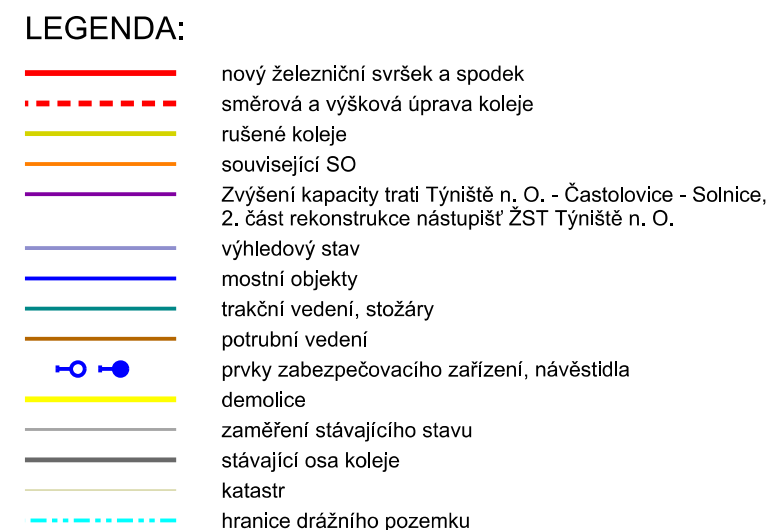 LEGENDA:
nový železniční svršek a spodek
směrová a výšková úprava koleje
rušené koleje
související SO
Zvýšení kapacity trati Týniště n. O. - Častolovice - Solnice,
2. část rekonstrukce nástupišť ŽST Týniště n. O.
výhledový stav
mostní objekty
trakční vedení, stožáry
potrubní vedení
prvky zabezpečovacího zařízení, návěstidla
demolice
zaměření stávajícího stavu
stávající osa koleje
katastr
hranice drážního pozemku